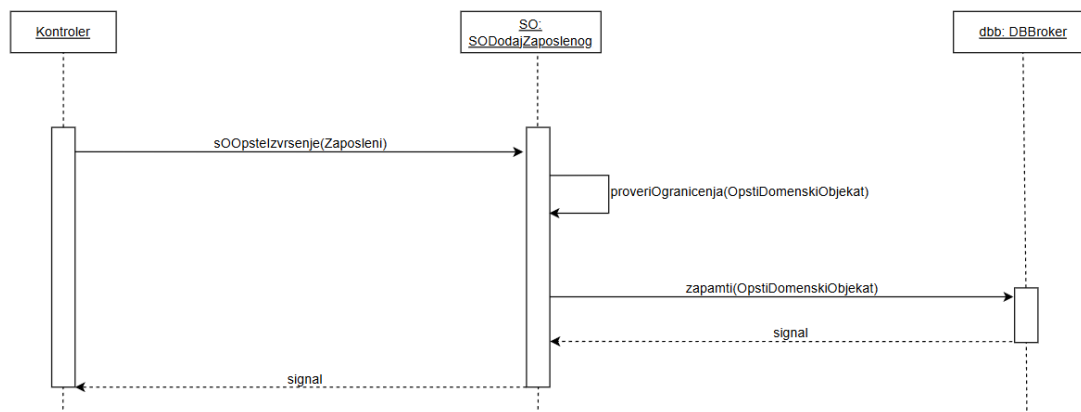 Kontroler
SO:
SODodajZaposlenog
dbb: DBBroker
sOOpsteIzvrsenje(Zaposleni)
proveriOgranicenja(OpstiDomenskiObjekat)
zapamti(OpstiDomenskiObjekat)
signal
signal